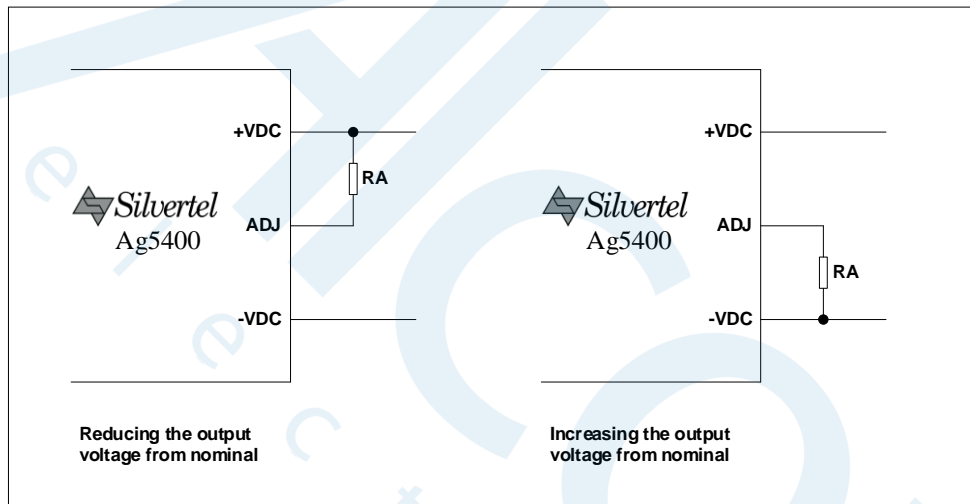 +VDC
RA
Silvertel
ADJ
Ag5400
-VDC
Reducing the output
voltage from nominal
+VDC
Silvertel
ADJ
Ag5400
RA
-VDC
Increasing the output
voltage from nominal